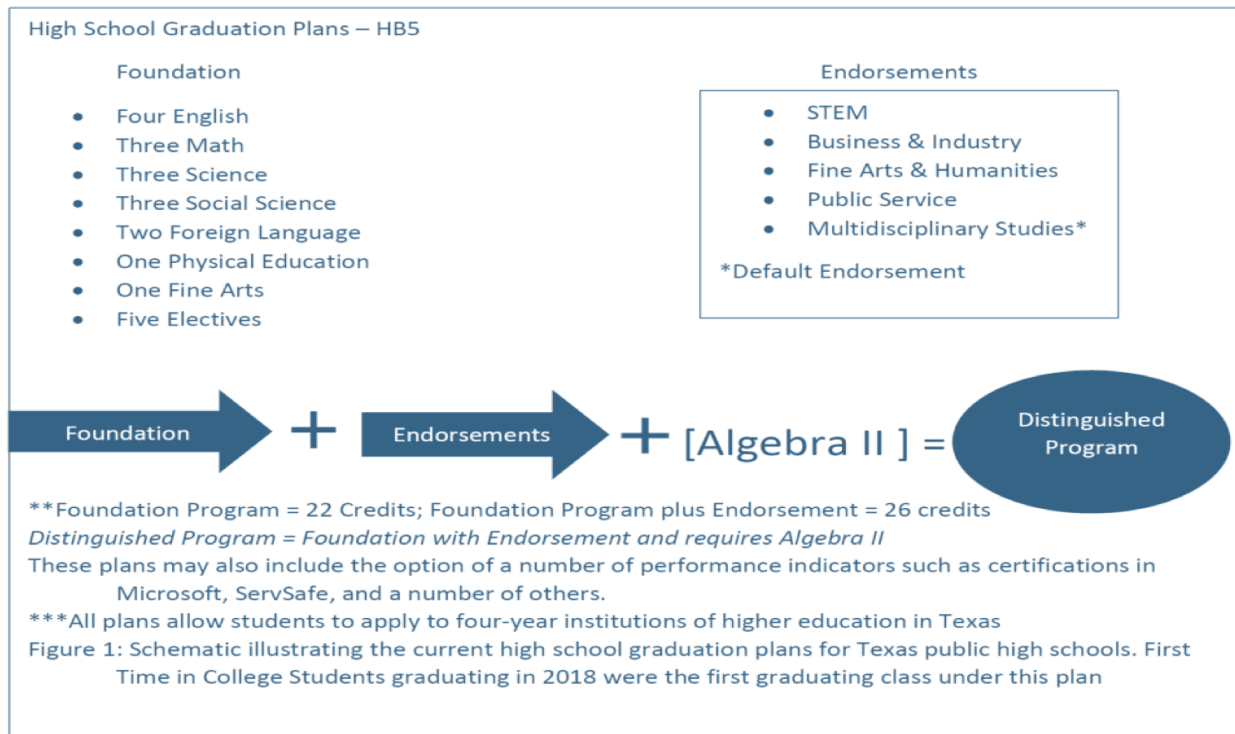 High School Graduation Plans – HB5
Foundation
• Four English
• Three Math
• Three Science
• Three Social Science
• Two Foreign Language
• One Physical Education
• One Fine Arts
• Five Electives
Endorsements
• STEM
• Business & Industry
• Fine Arts & Humanities
• Public Service
• Multidisciplinary Studies*
*Default Endorsement
Foundation + Endorsements + [Algebra II ] = Distinguished Program
**Foundation Program = 22 Credits; Foundation Program plus Endorsement = 26 credits
Distinguished Program = Foundation with Endorsement and requires Algebra II
These plans may also include the option of a number of performance indicators such as certifications in
Microsoft, ServSafe, and a number of others.
***All plans allow students to apply to four-year institutions of higher education in Texas
Figure 1: Schematic illustrating the current high school graduation plans for Texas public high schools. First
Time in College Students graduating in 2018 were the first graduating class under this plan